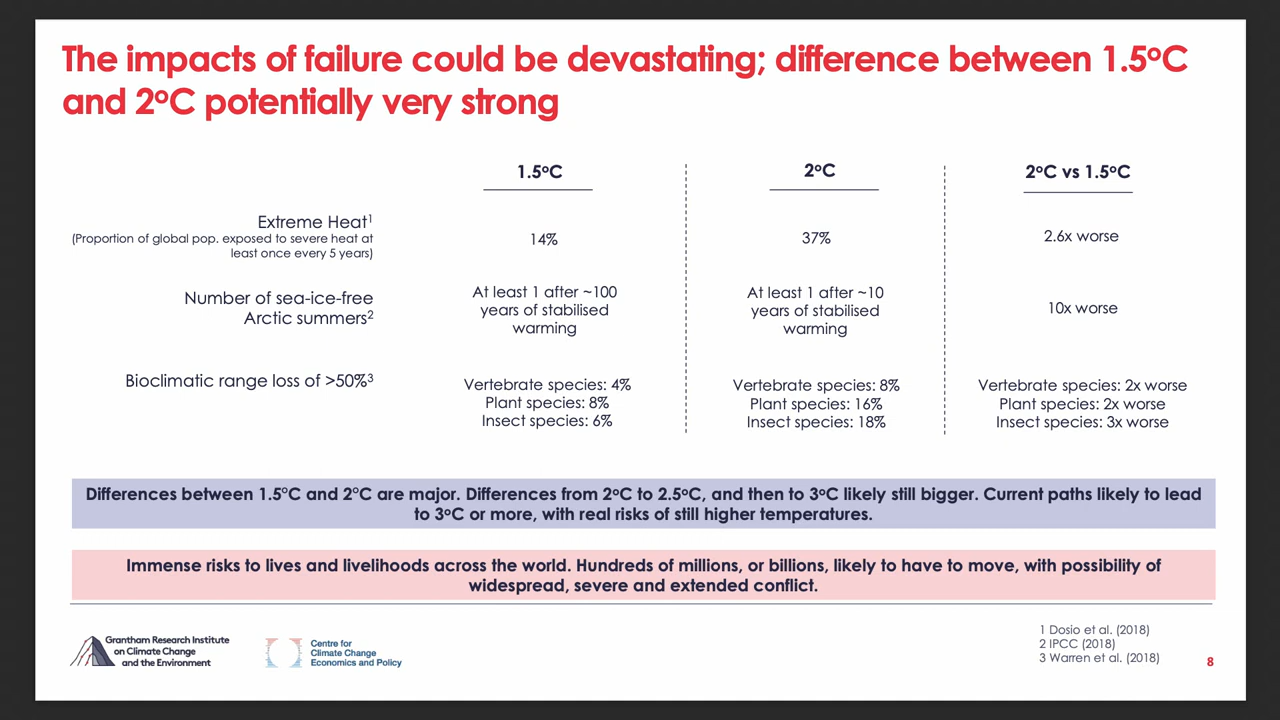 The impacts of failure could be devastating; difference between 1.5ºC
and 2ºC potentially very strong
1.5ºC
2ºC
2ºC vs 1.5ºC
Extreme Heat¹
(Proportion of global pop. exposed to severe heat at
least once every 5 years)
14%
37%
2.6x worse
Number of sea-ice-free
Arctic summers²
At least 1 after ~100
years of stabilised
warming
At least 1 after ~10
years of stabilised
warming
10x worse
Bioclimatic range loss of >50%³
Vertebrate species: 4%
Plant species: 8%
Insect species: 6%
Vertebrate species: 8%
Plant species: 16%
Insect species: 18%
Vertebrate species: 2x worse
Plant species: 2x worse
Insect species: 3x worse
Differences between 1.5°C and 2°C are major. Differences from 2ºC to 2.5ºC, and then to 3ºC likely still bigger. Current paths likely to lead
to 3ºC or more, with real risks of still higher temperatures.
Immense risks to lives and livelihoods across the world. Hundreds of millions, or billions, likely to have to move, with possibility of
widespread, severe and extended conflict.
Grantham Research Institute
on Climate Change
and the Environment
Centre for
Climate Change
Economics and Policy
1 Dosio et al. (2018)
2 IPCC (2018)
3 Warren et al. (2018)
8